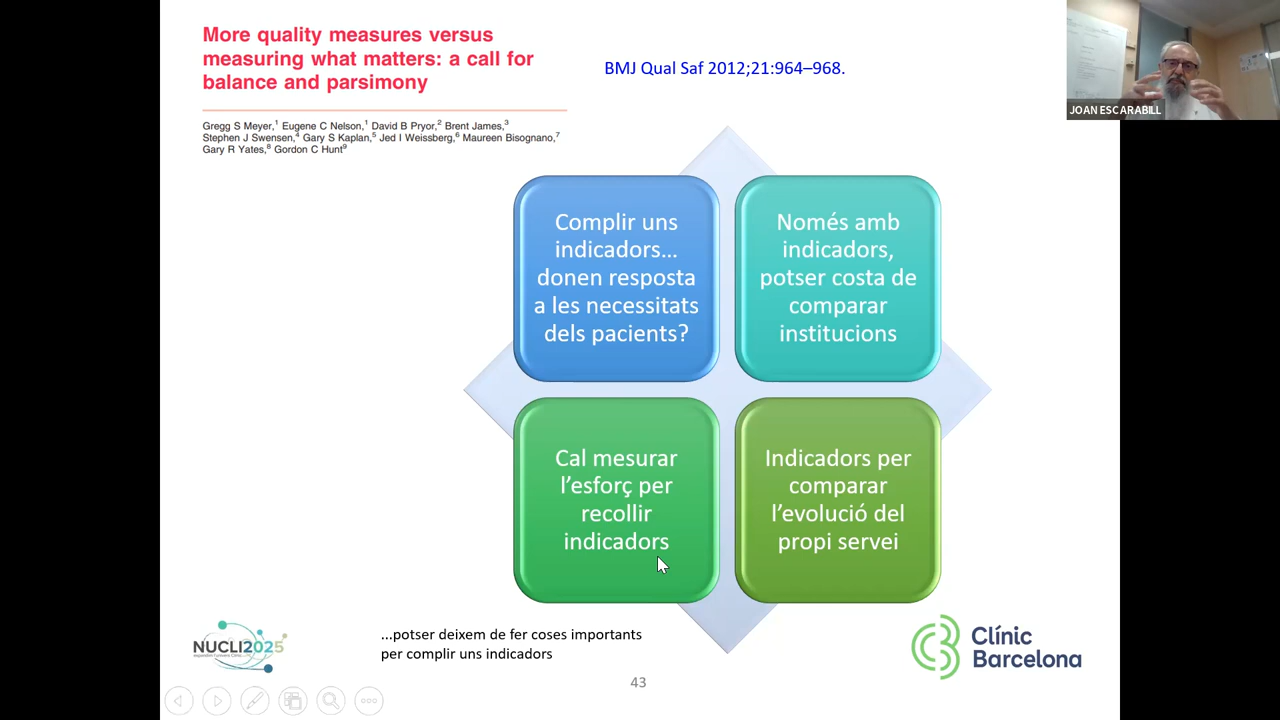 More quality measures versus
measuring what matters: a call for
balance and parsimony
BMJ Qual Saf 2012;21:964–968.
JOAN ESCARABILL
Gregg S Meyer,1 Eugene C Nelson,1 David B Pryor,2 Brent James,3
Stephen J Swensen,4 Gary S Kaplan,5 Jed I Weissberg,6 Maureen Bisognano,7
Gary R Yates,8 Gordon C Hunt9
Complir uns
indicadors...
donen resposta
a les necessitats
dels pacients?
Només amb
indicadors,
potser costa de
comparar
institucions
Cal mesurar
l’esforç per
recollir
indicadors
Indicadors per
comparar
l’evolució del
propi servei
...potser deixem de fer coses importants
per complir uns indicadors
NUCLI2025
Clínic
Barcelona
43